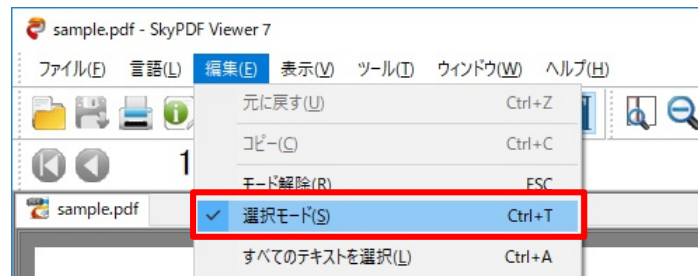 sample.pdf - SkyPDF Viewer 7
ファイル(F) 言語(L) 編集(E) 表示(V) ツール(T) ウィンドウ(W) ヘルプ(H)
元に戻す(U) Ctrl+Z
コピー(C) Ctrl+C
1 モード解除(R) ESC
sample.pdf ✓ 選択モード(S) Ctrl+T
すべてのテキストを選択(L) Ctrl+A